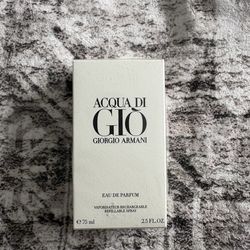 ACQUA DI
GIÒ
GIORGIO ARMANI
EAU DE PARFUM
VAPORISATEUR RECHARGEABLE
REFILLABLE SPRAY
℮ 75 ml 2.5 FL.OZ